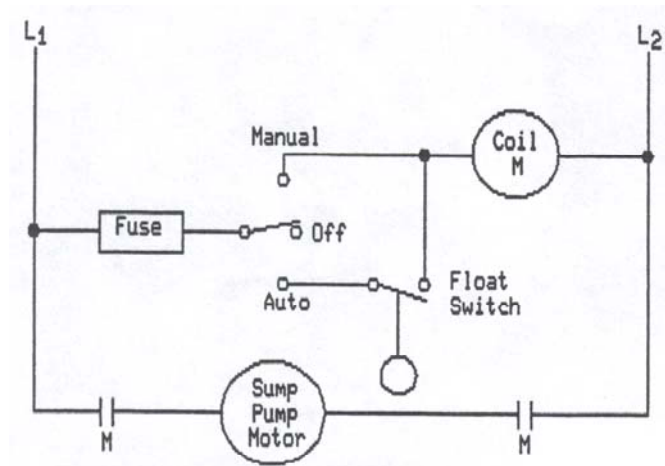 L1
L2
Manual
Coil
M
Fuse
Off
Auto
Float
Switch
Sump
Pump
Motor
M
M